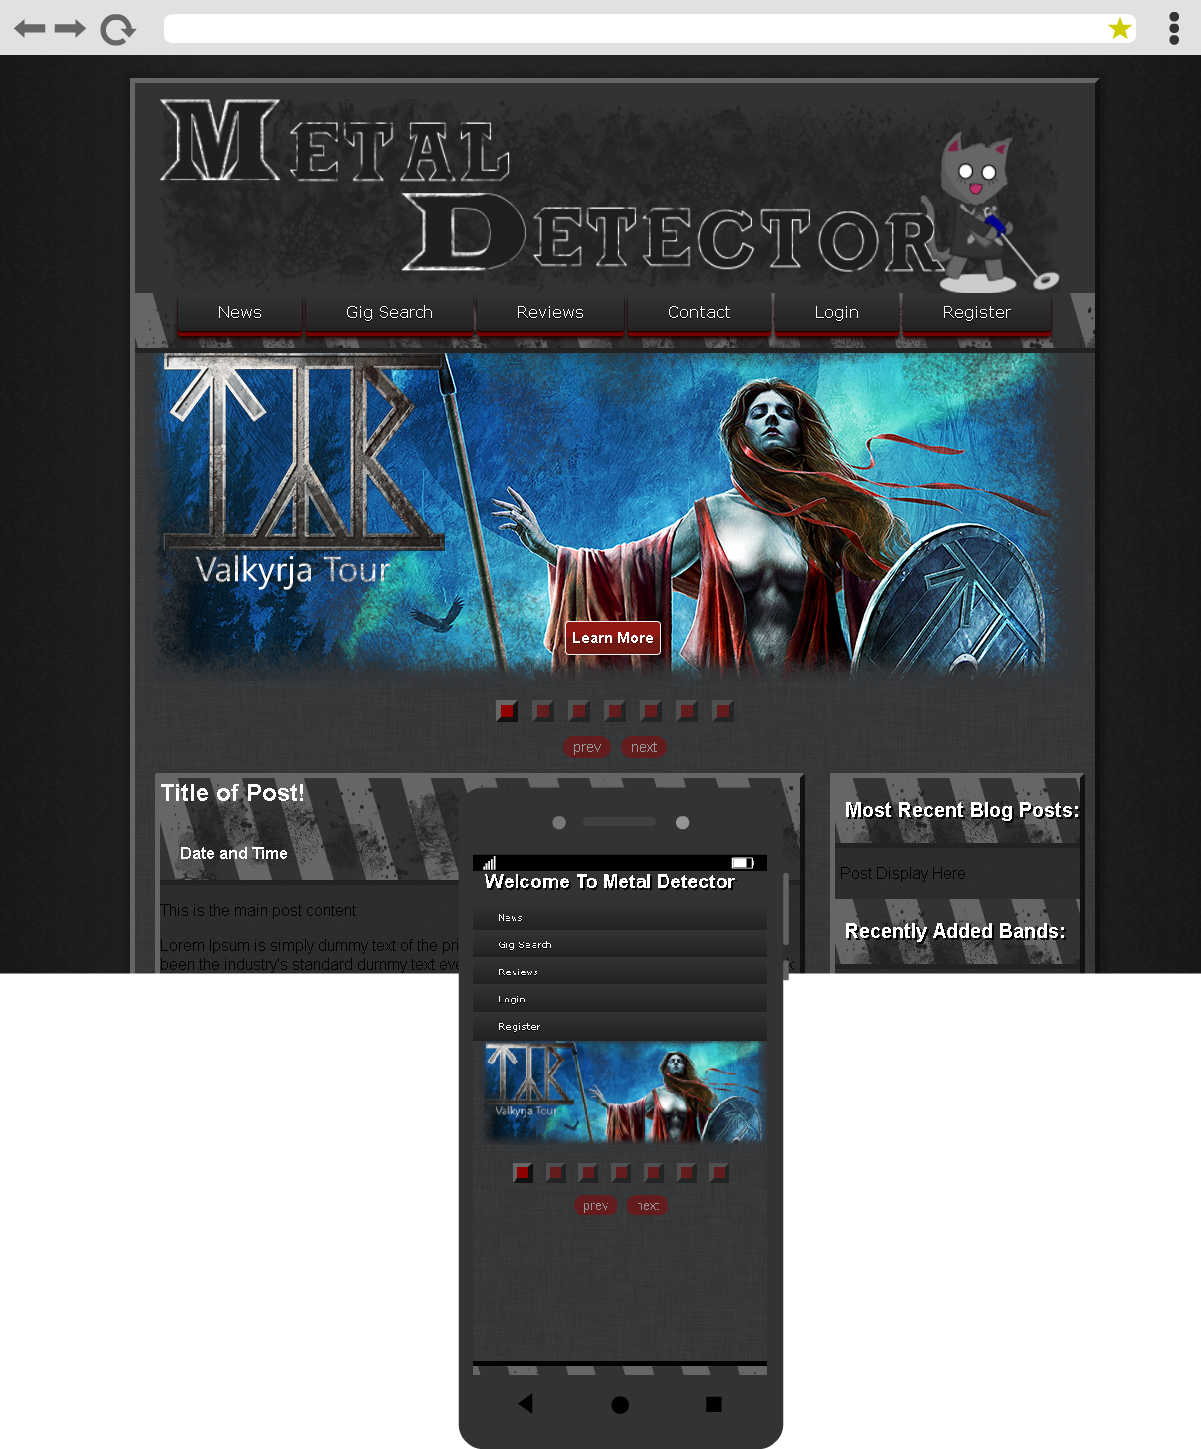 METAL
DETECTOR
News Gig Search Reviews Contact Login Register
TYR
Valkyrja Tour
Learn More
prev next
Title of Post!
Date and Time
This is the main post content
Lorem Ipsum is simply dummy text of the pri
been the industry's standard dummy text eve
k
Most Recent Blog Posts:
Post Display Here
Recently Added Bands:
Welcome To Metal Detector
News
Gig Search
Reviews
Login
Register
TYR
Valkyrja Tour
prev next